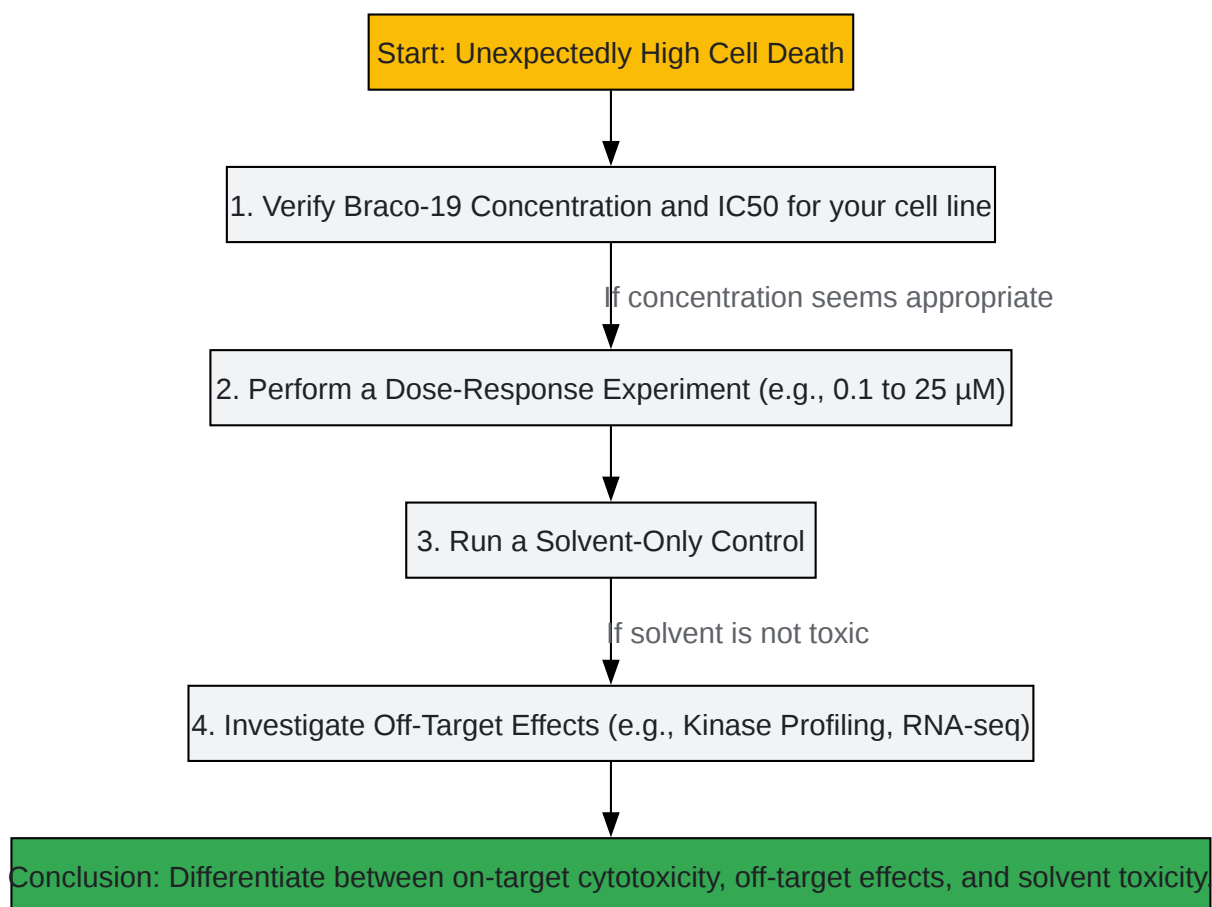 Start: Unexpectedly High Cell Death
1. Verify Braco-19 Concentration and IC50 for your cell line
If concentration seems appropriate
2. Perform a Dose-Response Experiment (e.g., 0.1 to 25 µM)
3. Run a Solvent-Only Control
If solvent is not toxic
4. Investigate Off-Target Effects (e.g., Kinase Profiling, RNA-seq)
Conclusion: Differentiate between on-target cytotoxicity, off-target effects, and solvent toxicity.